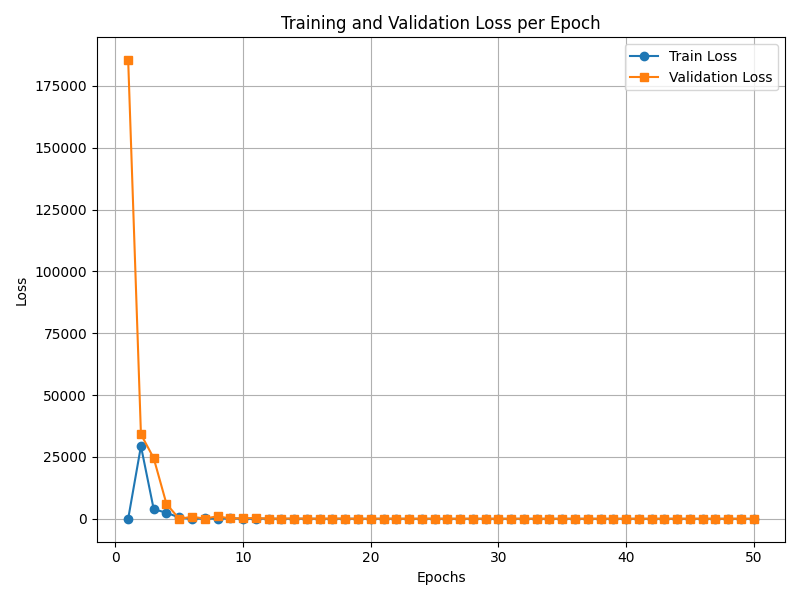 Training and Validation Loss per Epoch
Train Loss
Validation Loss
175000
150000
125000
100000
75000
50000
25000
0
Loss
0 10 20 30 40 50
Epochs